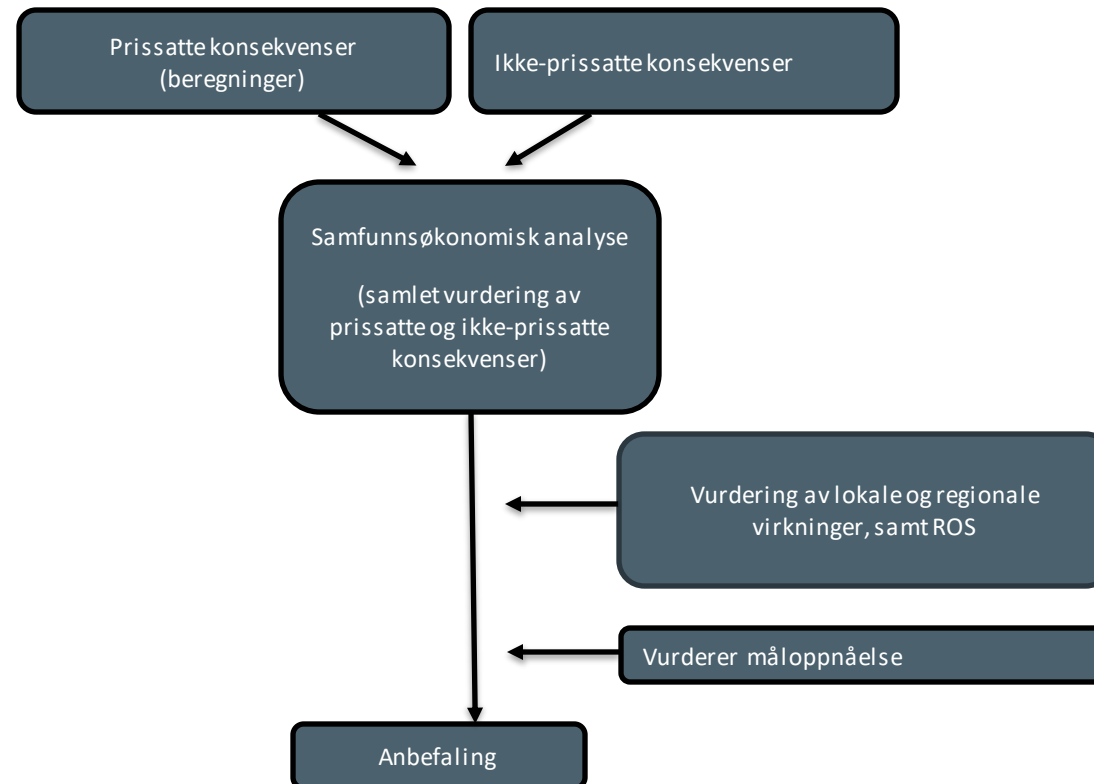 Prissatte konsekvenser
(beregninger)
Ikke-prissatte konsekvenser
Samfunnsøkonomisk analyse
(samlet vurdering av
prissatte og ikke-prissatte
konsekvenser)
Vurdering av lokale og regionale
virkninger, samt ROS
Vurderer måloppnåelse
Anbefaling